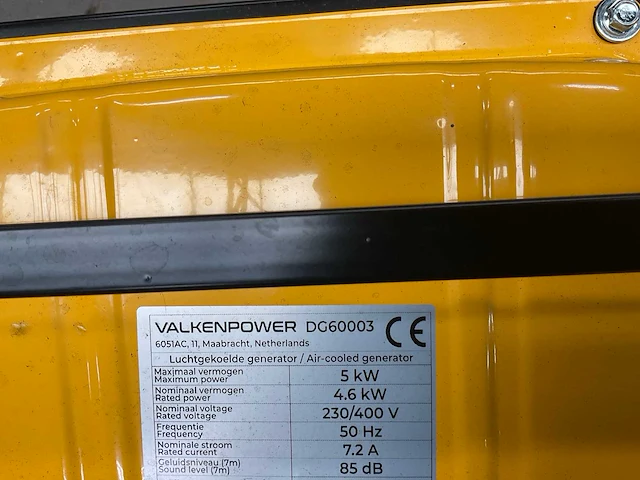 VALKENPOWER DG60003 CE
6051AC, 11, Maabracht, Netherlands
Luchtgekoelde generator / Air-cooled generator
Maxjmaal vermogen
Maximum power
5 kW
Nominaal vermogen
Rated power
4.6 kW
Nominaal voltage
Rated voltage
230/400 V
Frequentie
Frequency
50 Hz
Nominale stroom
Rated current
7.2 A
Geluidsniveau (7m)
Sound level (7m)
85 dB